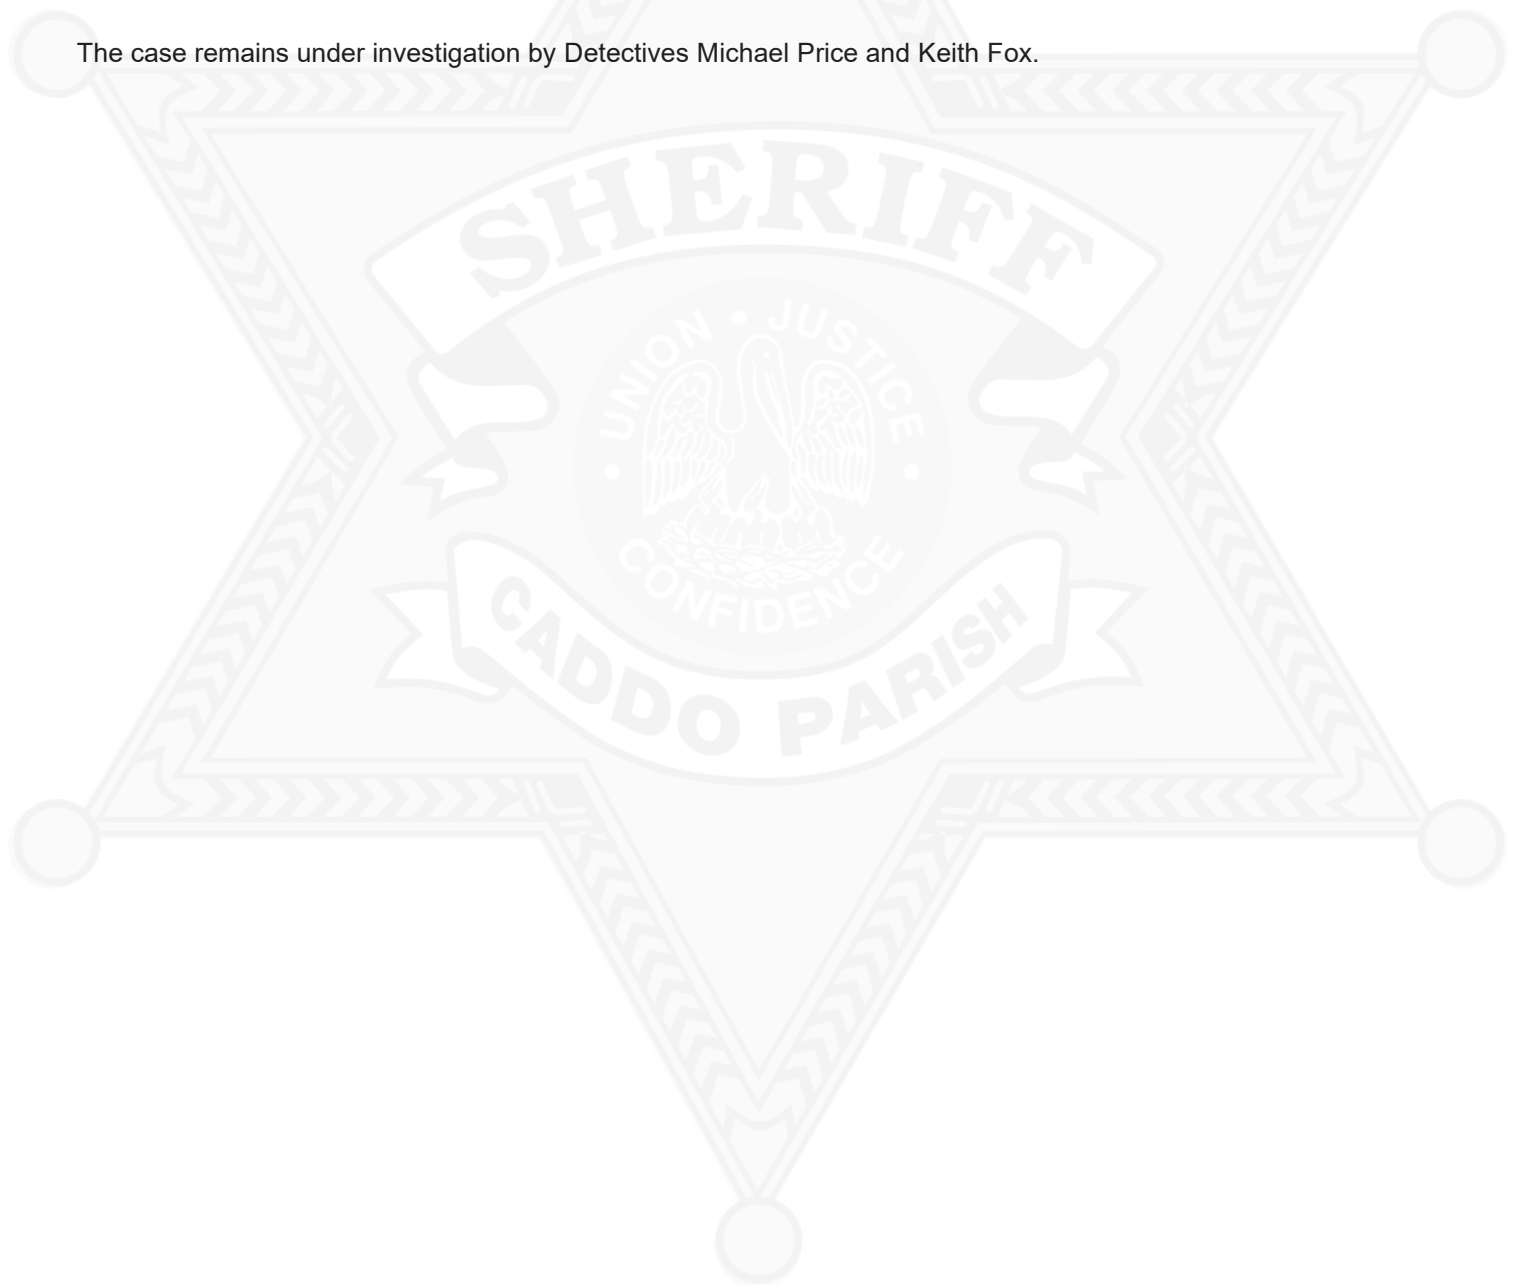 The case remains under investigation by Detectives Michael Price and Keith Fox.
SHERIFF
UNION • JUSTICE
• CONFIDENCE •
CADDO PARISH